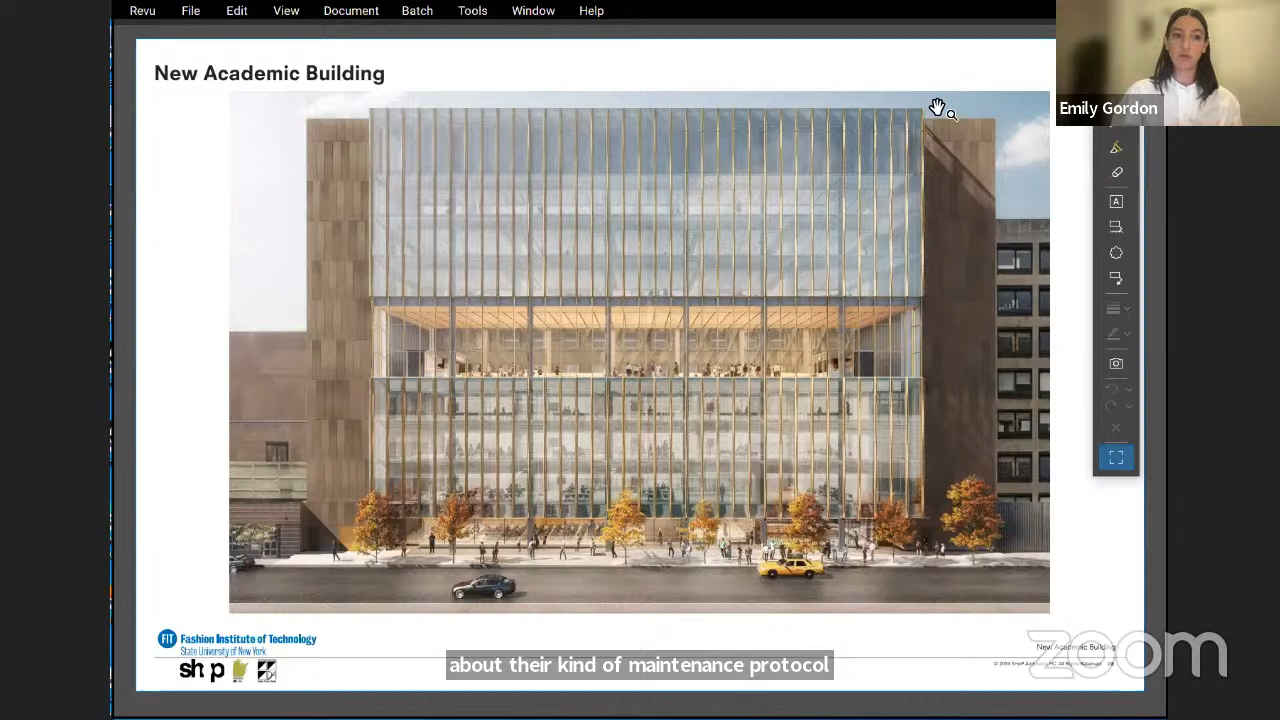 Revu File Edit View Document Batch Tools Window Help
New Academic Building
Emily Gordon
A
FIT Fashion Institute of Technology
State University of New York
about their kind of maintenance protocol
New Academic Building
zoom